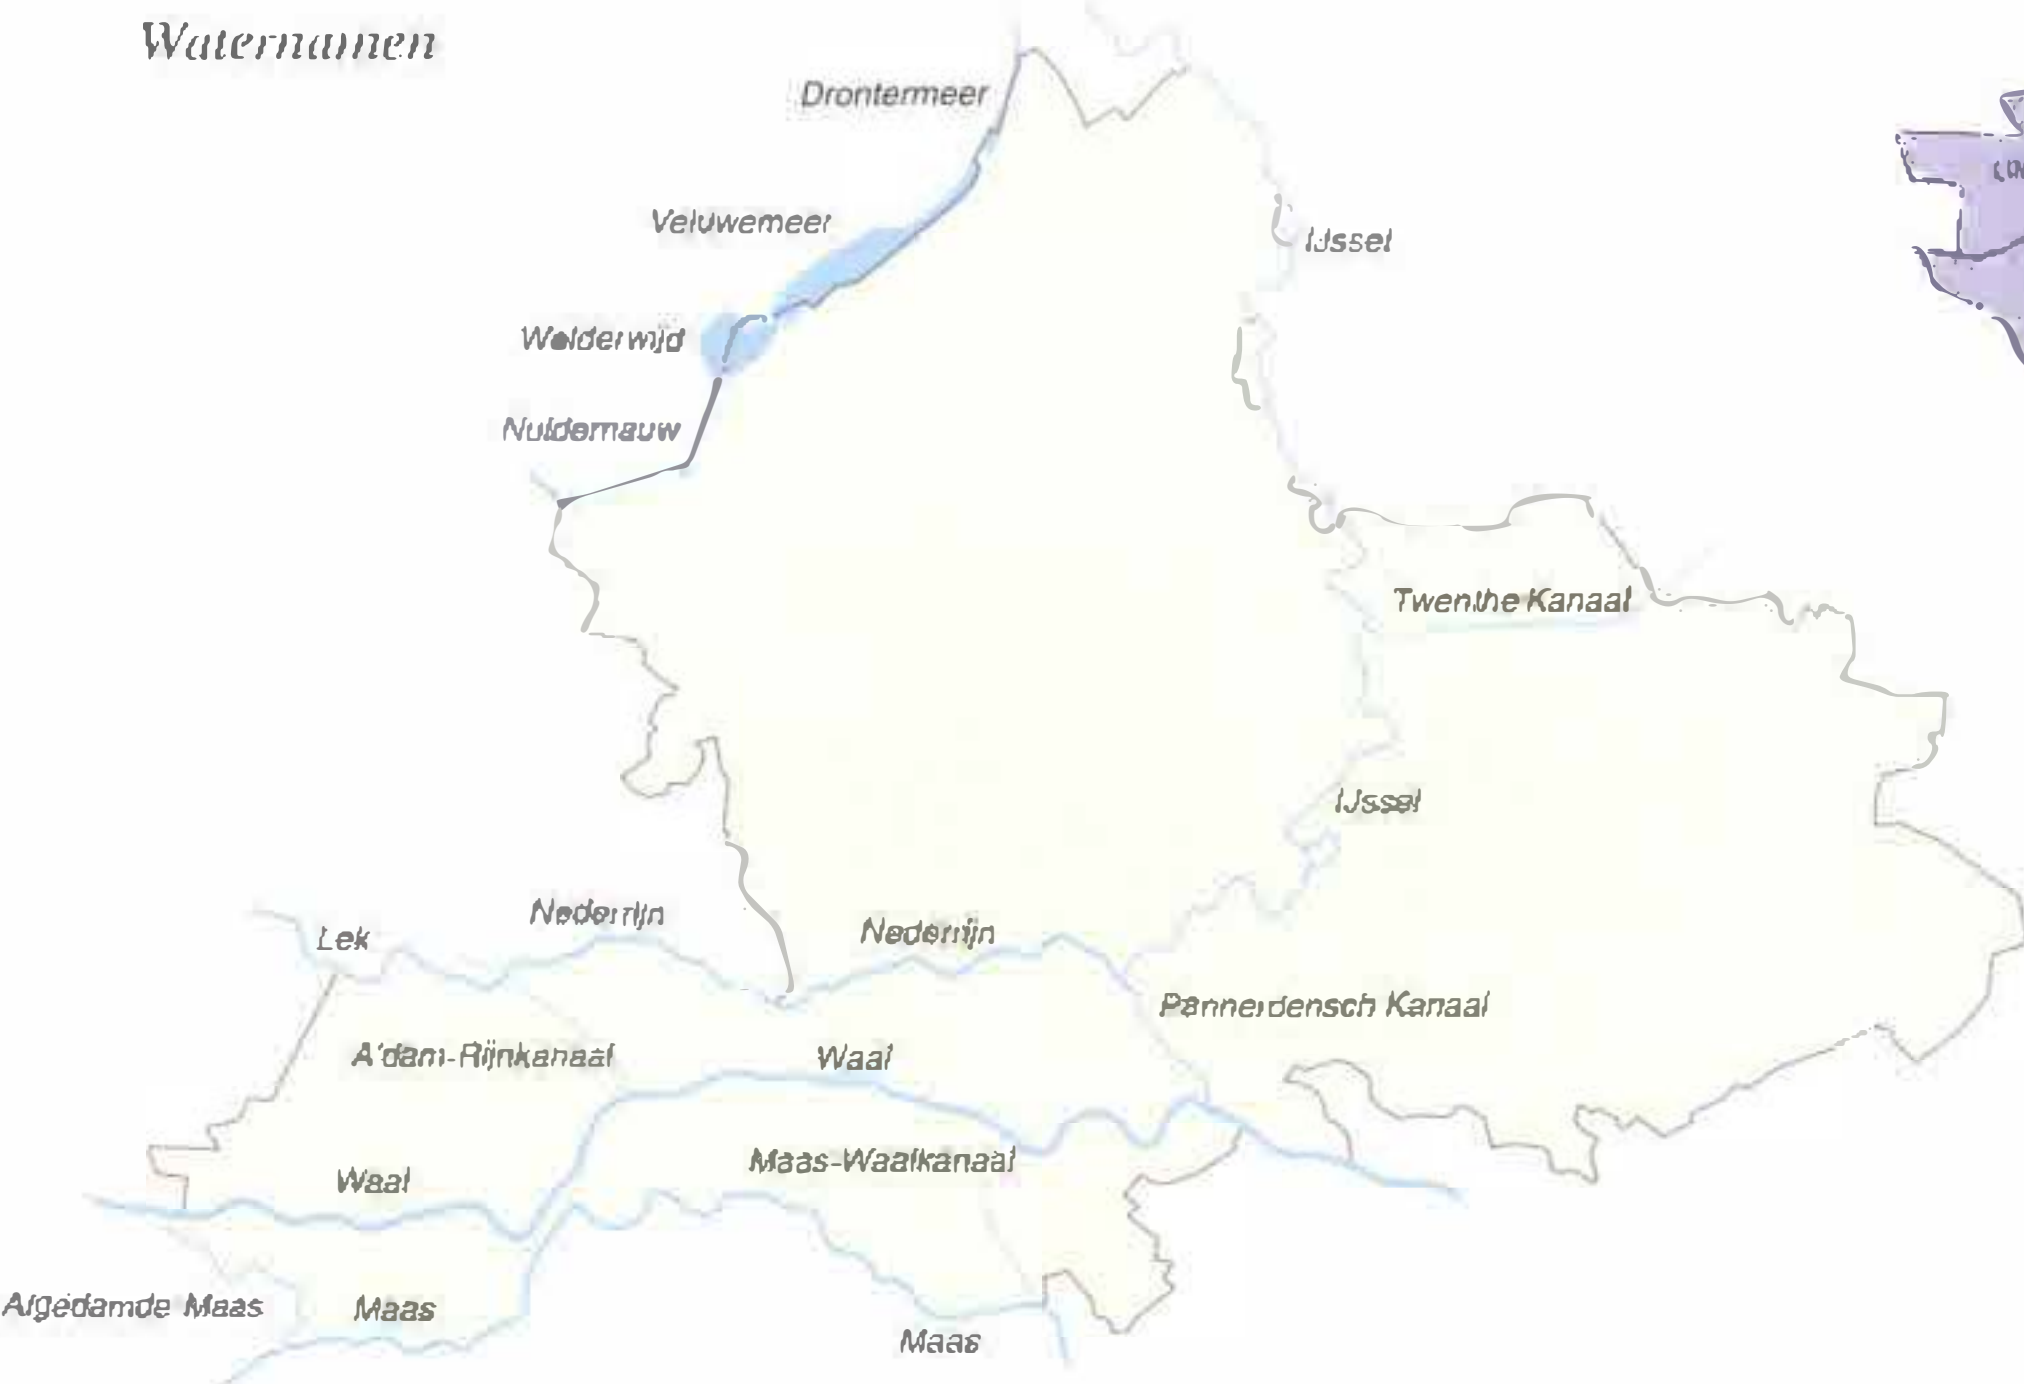 Waternamen
Drontermeer
Veluwemeer
IJssel
Wolderwijd
Nuldernauw
Twenthe Kanaal
IJssel
Nederrijn
Lek
Nederrijn
Pannerdensch Kanaal
A'dam-Rijnkanaal
Waal
Maas-Waalkanaal
Waal
Afgedamde Maas
Maas
Maas